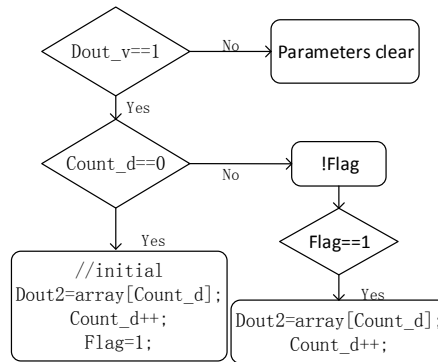 Dout_v==1
No
Parameters clear
Yes
Count_d==0
No
!Flag
Yes
Flag==1
//initial
Dout2=array[Count_d];
Count_d++;
Flag=1;
Yes
Dout2=array[Count_d];
Count_d++;